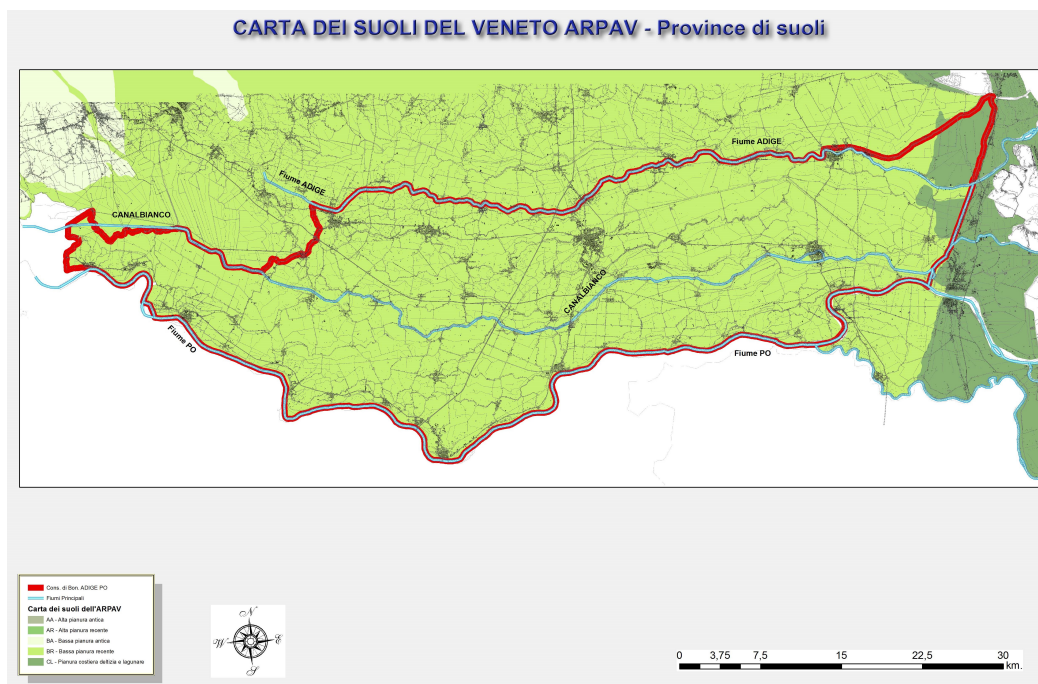 CARTA DEI SUOLI DEL VENETO ARPAV - Province di suoli
Fiume ADIGE
Fiume ADIGE
CANALBIANCO
CANALBIANCO
Fiume PO
Fiume PO
Cons. di Bon. ADIGE PO
Fiumi Principali
Carta dei suoli dell'ARPAV
AA - Alta pianura antica
AR - Alta pianura recente
BA - Bassa pianura antica
BR - Bassa pianura recente
CL - Pianura costiera deltizia e lagunare
N
W E
S
0 3,75 7,5 15 22,5 30
km.